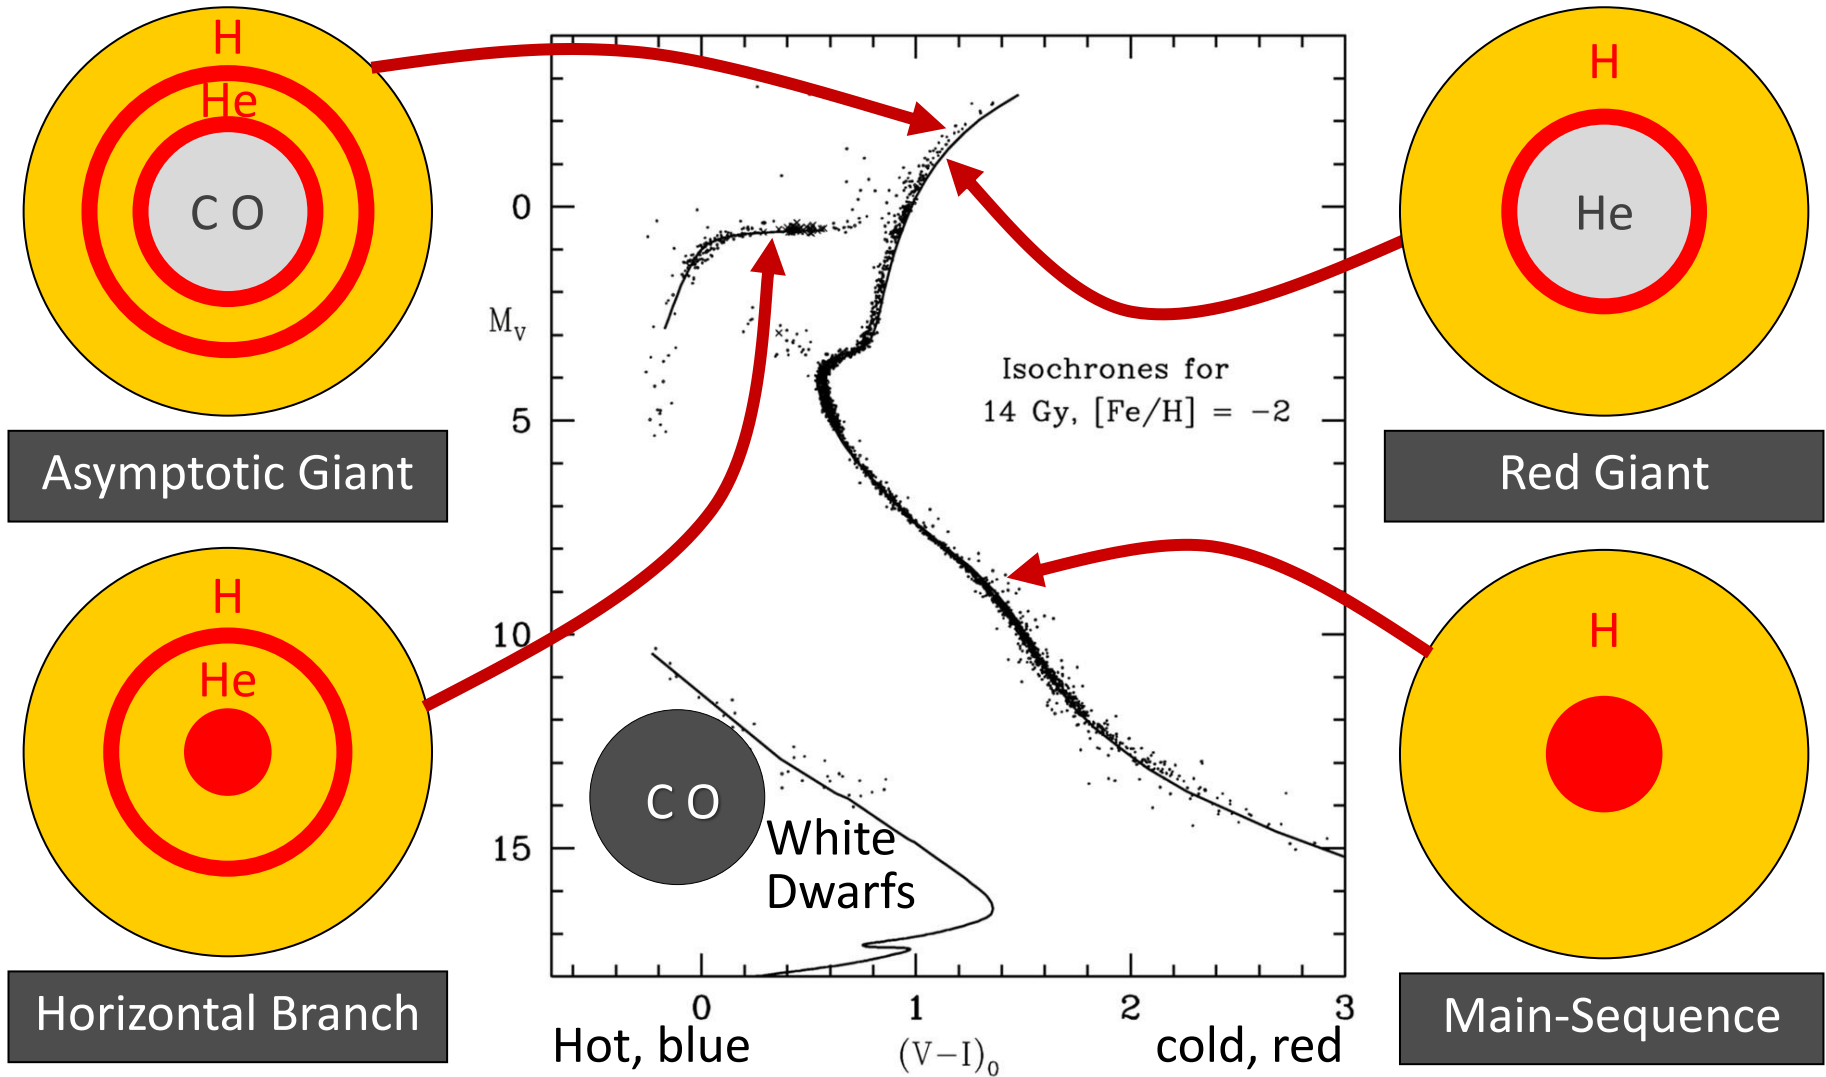 H
He
C O
Asymptotic Giant
H
He
Horizontal Branch
0
5
10
15
M_V
Isochrones for
14 Gy, [Fe/H] = −2
C O
White
Dwarfs
0 1 2 3
Hot, blue
(V−I)₀
cold, red
H
He
Red Giant
H
Main-Sequence